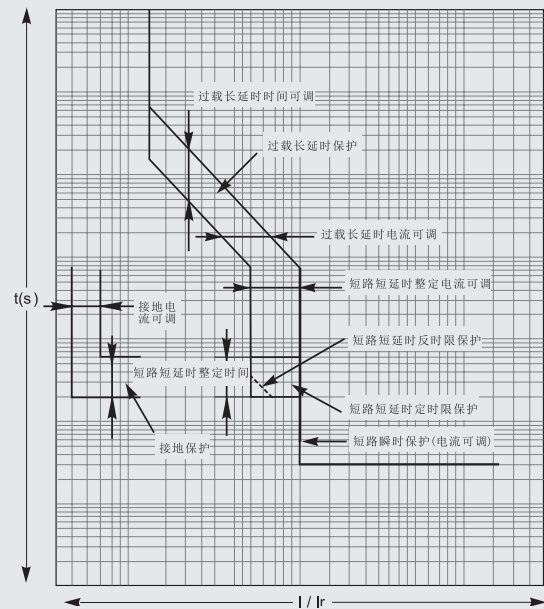 过载长延时时间可调
过载长延时保护
过载长延时电流可调
短路短延时整定电流可调
t(s)
接地电
流可调
短路短延时反时限保护
短路短延时整定时间
短路短延时定时限保护
接地保护
短路瞬时保护(电流可调)
I / Ir